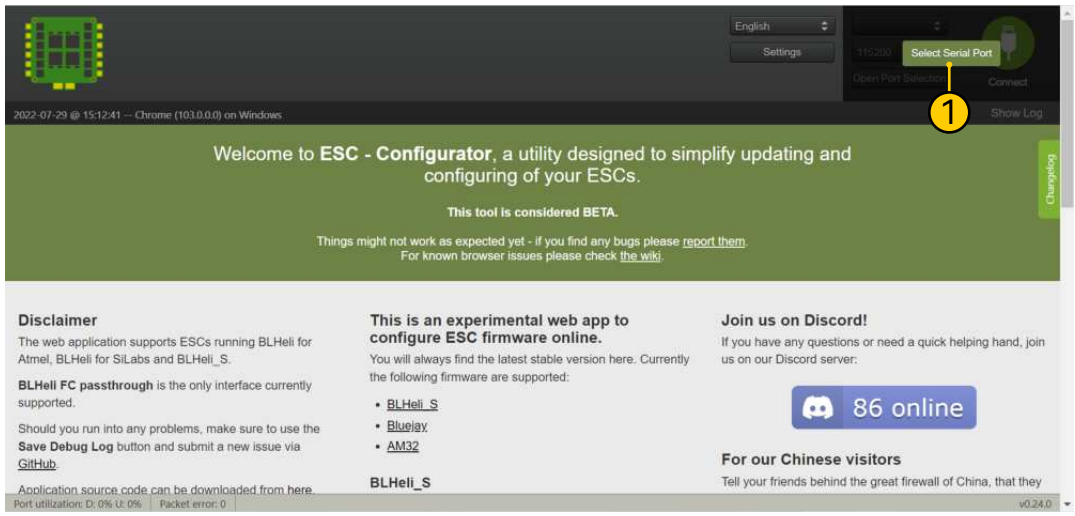 English
Settings
115200
Select Serial Port
Open Port Selection
Connect
1
2022-07-29 @ 15:12:41 -- Chrome (103.0.0.0) on Windows
Show Log
Welcome to ESC - Configurator, a utility designed to simplify updating and
configuring of your ESCs.
This tool is considered BETA.
Things might not work as expected yet - if you find any bugs please report them.
For known browser issues please check the wiki.
Changelog
Disclaimer
The web application supports ESCs running BLHeli for
Atmel, BLHeli for SiLabs and BLHeli_S.
BLHeli FC passthrough is the only interface currently
supported.
Should you run into any problems, make sure to use the
Save Debug Log button and submit a new issue via
GitHub.
Application source code can be downloaded from here.
This is an experimental web app to
configure ESC firmware online.
You will always find the latest stable version here. Currently
the following firmware are supported:
• BLHeli_S
• Bluejay
• AM32
BLHeli_S
Join us on Discord!
If you have any questions or need a quick helping hand, join
us on our Discord server:
86 online
For our Chinese visitors
Tell your friends behind the great firewall of China, that they
Port utilization: D: 0% U: 0%
Packet error: 0
v0.24.0